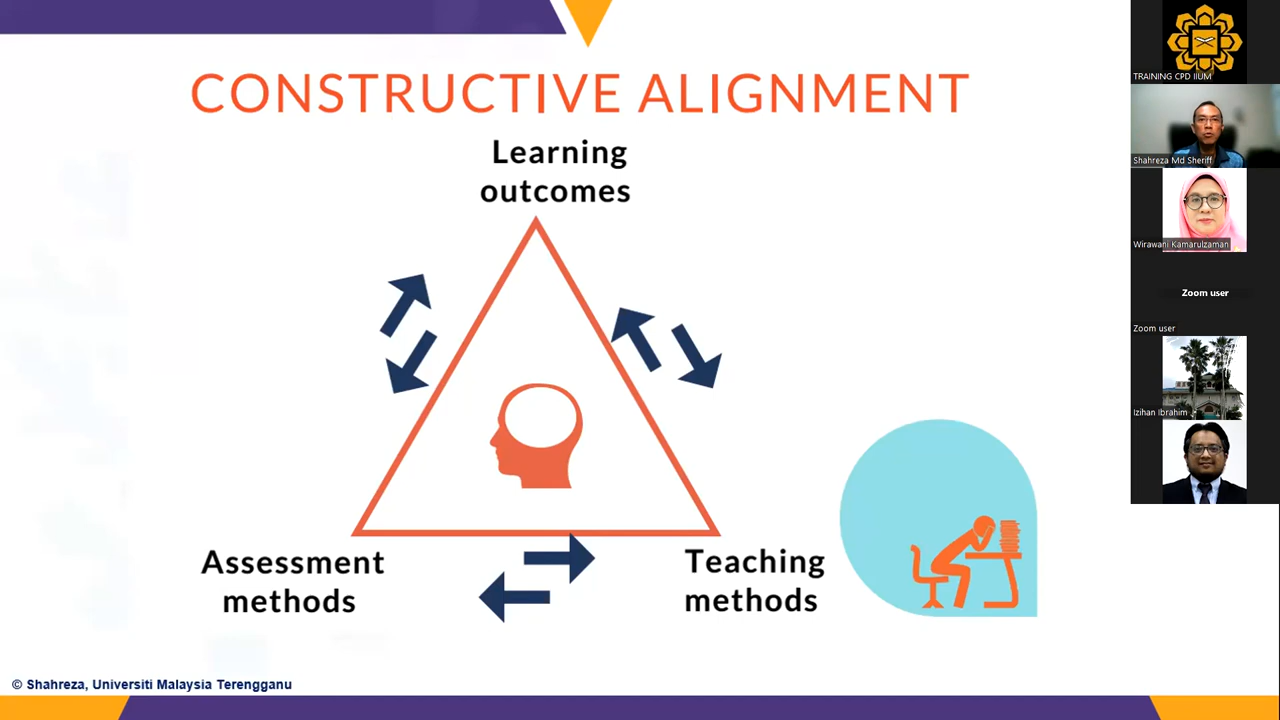 CONSTRUCTIVE ALIGNMENT
Learning
outcomes
Assessment
methods
Teaching
methods
© Shahreza, Universiti Malaysia Terengganu
TRAINING CPD IIUM
Shahreza Md Sheriff
Wirawani Kamarulzaman
Zoom user
Zoom user
Izihan Ibrahim